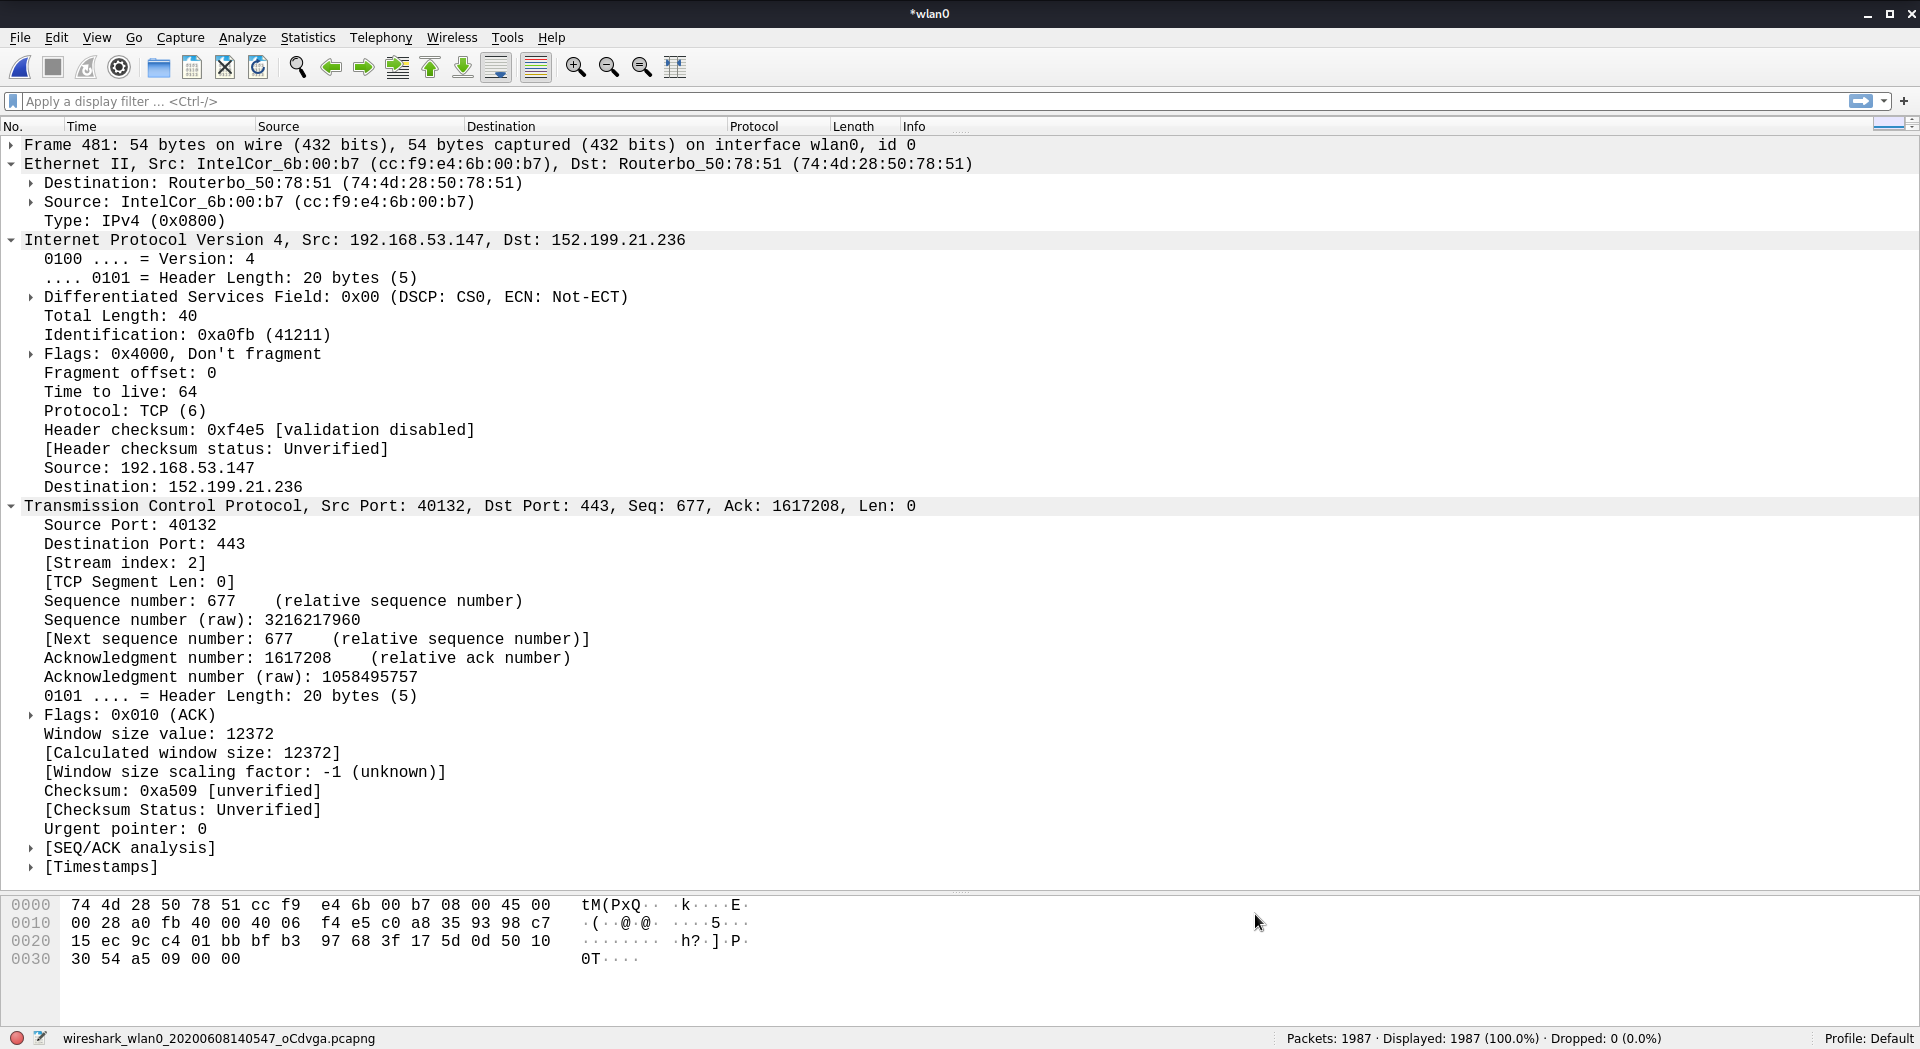 *wlan0
File Edit View Go Capture Analyze Statistics Telephony Wireless Tools Help
Apply a display filter ... <Ctrl-/>
No. Time Source Destination Protocol Length Info
Frame 481: 54 bytes on wire (432 bits), 54 bytes captured (432 bits) on interface wlan0, id 0
Ethernet II, Src: IntelCor_6b:00:b7 (cc:f9:e4:6b:00:b7), Dst: Routerbo_50:78:51 (74:4d:28:50:78:51)
Destination: Routerbo_50:78:51 (74:4d:28:50:78:51)
Source: IntelCor_6b:00:b7 (cc:f9:e4:6b:00:b7)
Type: IPv4 (0x0800)
Internet Protocol Version 4, Src: 192.168.53.147, Dst: 152.199.21.236
0100 .... = Version: 4
.... 0101 = Header Length: 20 bytes (5)
Differentiated Services Field: 0x00 (DSCP: CS0, ECN: Not-ECT)
Total Length: 40
Identification: 0xa0fb (41211)
Flags: 0x4000, Don't fragment
Fragment offset: 0
Time to live: 64
Protocol: TCP (6)
Header checksum: 0xf4e5 [validation disabled]
[Header checksum status: Unverified]
Source: 192.168.53.147
Destination: 152.199.21.236
Transmission Control Protocol, Src Port: 40132, Dst Port: 443, Seq: 677, Ack: 1617208, Len: 0
Source Port: 40132
Destination Port: 443
[Stream index: 2]
[TCP Segment Len: 0]
Sequence number: 677    (relative sequence number)
Sequence number (raw): 3216217960
[Next sequence number: 677    (relative sequence number)]
Acknowledgment number: 1617208    (relative ack number)
Acknowledgment number (raw): 1058495757
0101 .... = Header Length: 20 bytes (5)
Flags: 0x010 (ACK)
Window size value: 12372
[Calculated window size: 12372]
[Window size scaling factor: -1 (unknown)]
Checksum: 0xa509 [unverified]
[Checksum Status: Unverified]
Urgent pointer: 0
[SEQ/ACK analysis]
[Timestamps]
0000 74 4d 28 50 78 51 cc f9  e4 6b 00 b7 08 00 45 00   tM(PxQ·· ·k····E·
0010 00 28 a0 fb 40 00 40 06  f4 e5 c0 a8 35 93 98 c7   ·(··@·@· ····5···
0020 15 ec 9c c4 01 bb bf b3  97 68 3f 17 5d 0d 50 10   ········ ·h?·]·P·
0030 30 54 a5 09 00 00   0T····
wireshark_wlan0_20200608140547_oCdvga.pcapng Packets: 1987 · Displayed: 1987 (100.0%) · Dropped: 0 (0.0%) Profile: Default